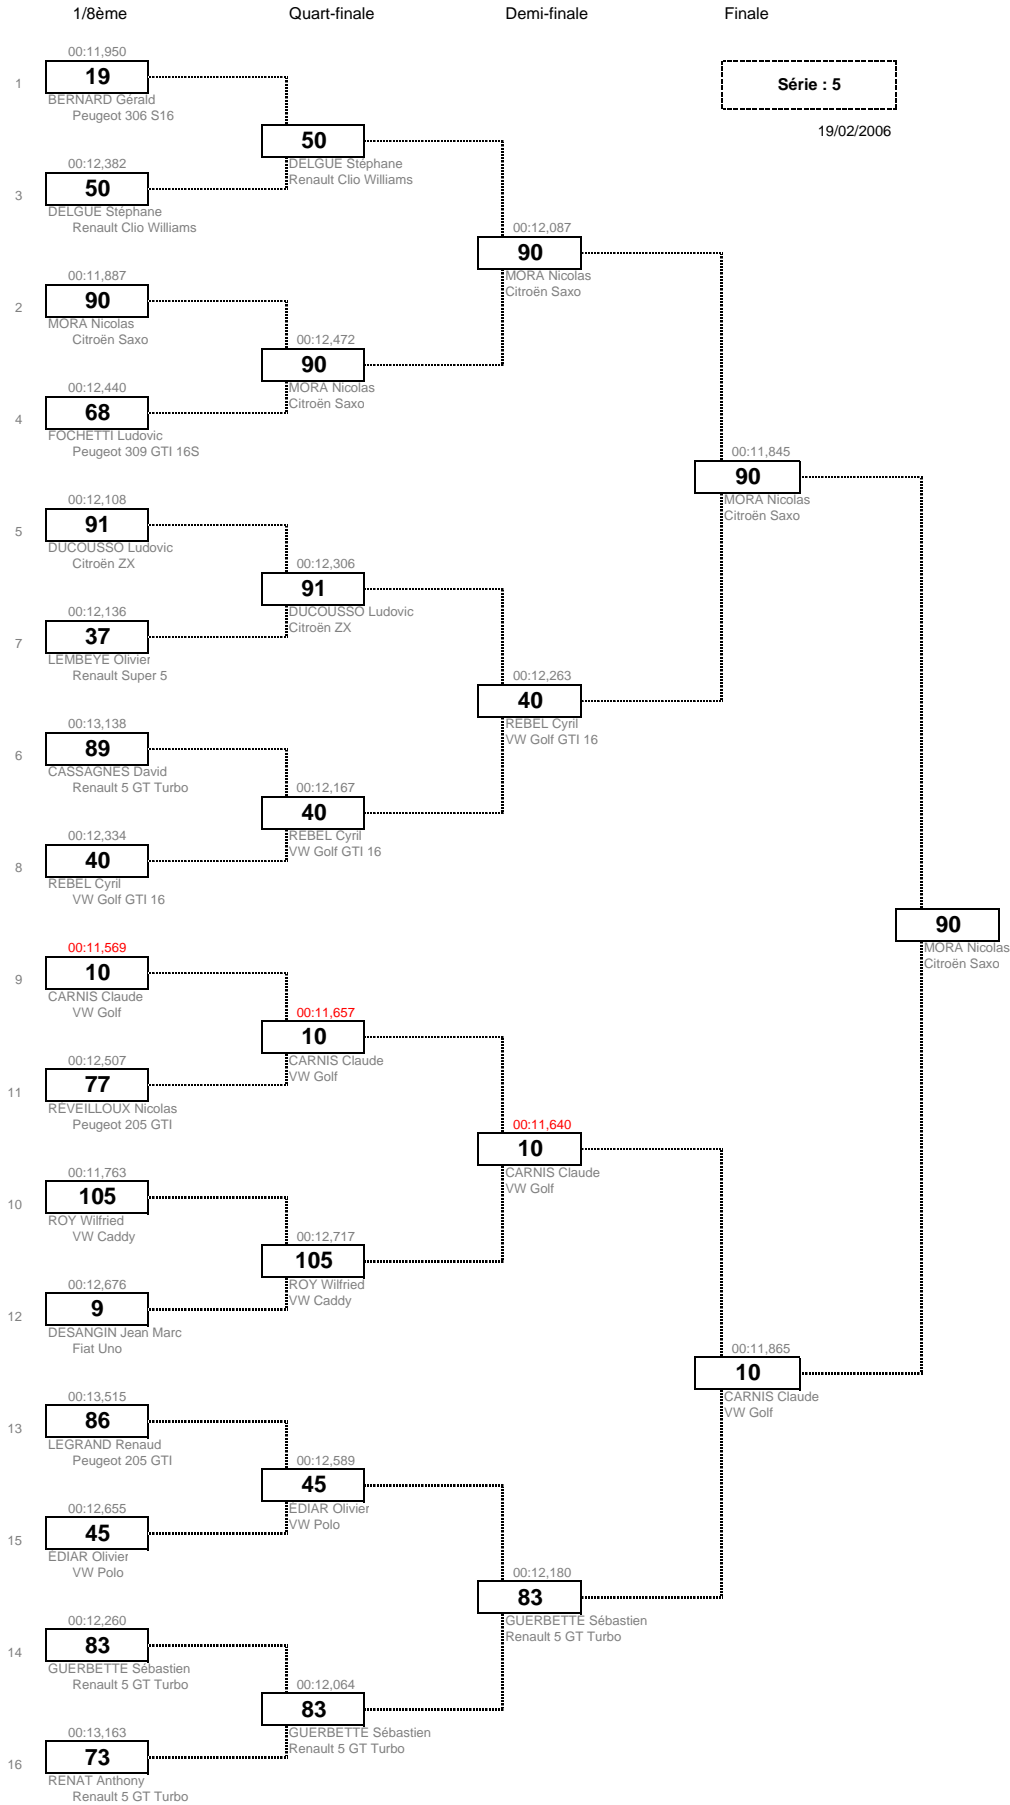 1/8ème
Quart-finale
Demi-finale
Finale
Série : 5
19/02/2006
00:11,950
1
19
BERNARD Gérald
Peugeot 306 S16
50
DELGUE Stéphane
Renault Clio Williams
00:12,382
3
50
DELGUE Stéphane
Renault Clio Williams
00:12,087
90
MORA Nicolas
Citroën Saxo
00:11,887
2
90
MORA Nicolas
Citroën Saxo
00:12,472
90
MORA Nicolas
Citroën Saxo
00:12,440
4
68
FOCHETTI Ludovic
Peugeot 309 GTI 16S
00:11,845
90
MORA Nicolas
Citroën Saxo
00:12,108
5
91
DUCOUSSO Ludovic
Citroën ZX
00:12,306
91
DUCOUSSO Ludovic
Citroën ZX
00:12,136
7
37
LEMBEYE Olivier
Renault Super 5
00:12,263
40
REBEL Cyril
VW Golf GTI 16
00:13,138
6
89
CASSAGNES David
Renault 5 GT Turbo
00:12,167
40
REBEL Cyril
VW Golf GTI 16
00:12,334
8
40
REBEL Cyril
VW Golf GTI 16
90
MORA Nicolas
Citroën Saxo
00:11,569
9
10
CARNIS Claude
VW Golf
00:11,657
10
CARNIS Claude
VW Golf
00:12,507
11
77
RÉVEILLOUX Nicolas
Peugeot 205 GTI
00:11,640
10
CARNIS Claude
VW Golf
00:11,763
10
105
ROY Wilfried
VW Caddy
00:12,717
105
ROY Wilfried
VW Caddy
00:12,676
12
9
DESANGIN Jean Marc
Fiat Uno
00:11,865
10
CARNIS Claude
VW Golf
00:13,515
13
86
LEGRAND Renaud
Peugeot 205 GTI
00:12,589
45
EDIAR Olivier
VW Polo
00:12,655
15
45
EDIAR Olivier
VW Polo
00:12,180
83
GUERBETTE Sébastien
Renault 5 GT Turbo
00:12,260
14
83
GUERBETTE Sébastien
Renault 5 GT Turbo
00:12,064
83
GUERBETTE Sébastien
Renault 5 GT Turbo
00:13,163
16
73
RENAT Anthony
Renault 5 GT Turbo